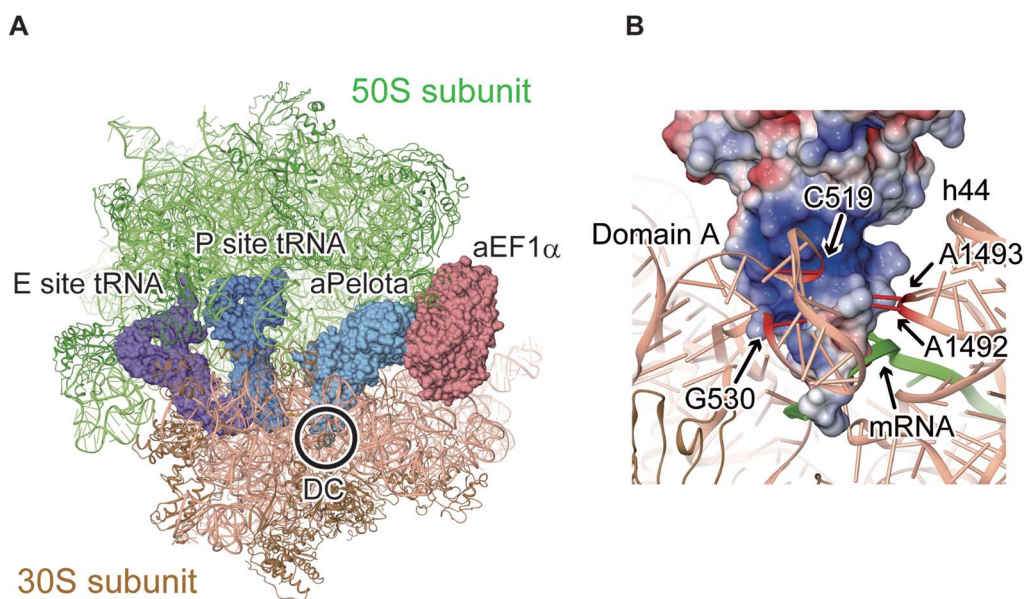 A
50S subunit
P site tRNA
aEF1α
E site tRNA
aPelota
DC
30S subunit
B
C519
h44
Domain A
A1493
A1492
G530
mRNA